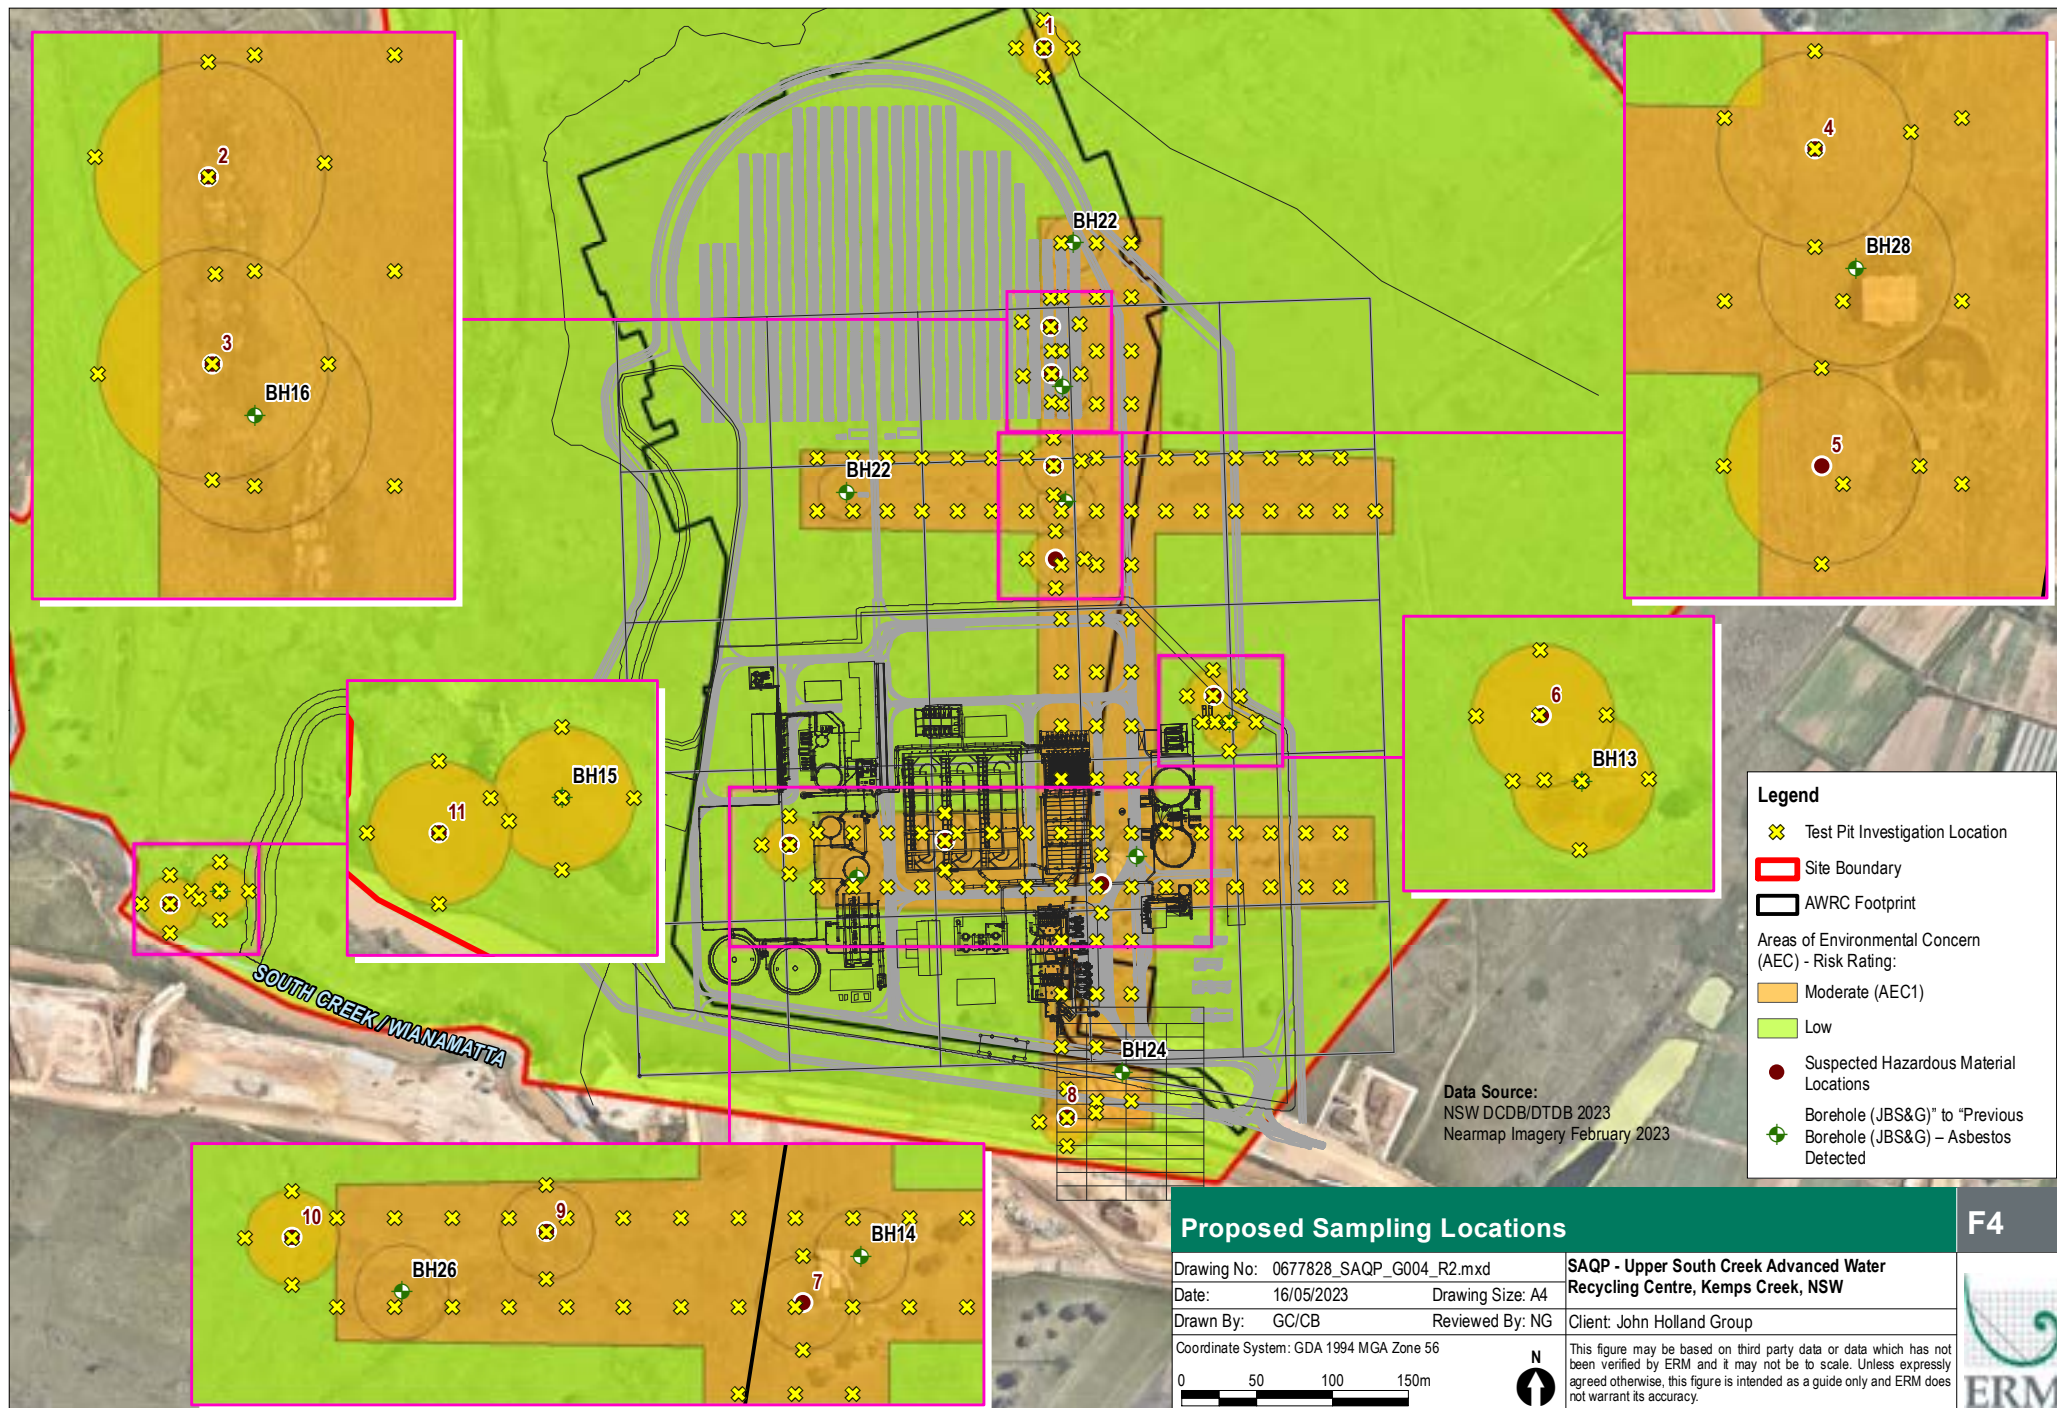 1
2
3
BH16
4
BH28
5
BH22
BH22
6
BH13
11
BH15
SOUTH CREEK / WIANAMATTA
BH24
8
10
BH26
9
7
BH14
Data Source:
NSW DCDB/DTDB 2023
Nearmap Imagery February 2023
Legend
Test Pit Investigation Location
Site Boundary
AWRC Footprint
Areas of Environmental Concern
(AEC) - Risk Rating:
Moderate (AEC1)
Low
Suspected Hazardous Material
Locations
Borehole (JBS&G)” to “Previous
Borehole (JBS&G) – Asbestos
Detected
Proposed Sampling Locations
F4
Drawing No: 0677828_SAQP_G004_R2.mxd
Date: 16/05/2023 Drawing Size: A4
Drawn By: GC/CB Reviewed By: NG
Coordinate System: GDA 1994 MGA Zone 56
0 50 100 150m
N
SAQP - Upper South Creek Advanced Water
Recycling Centre, Kemps Creek, NSW
Client: John Holland Group
This figure may be based on third party data or data which has not
been verified by ERM and it may not be to scale. Unless expressly
agreed otherwise, this figure is intended as a guide only and ERM does
not warrant its accuracy.
ERM